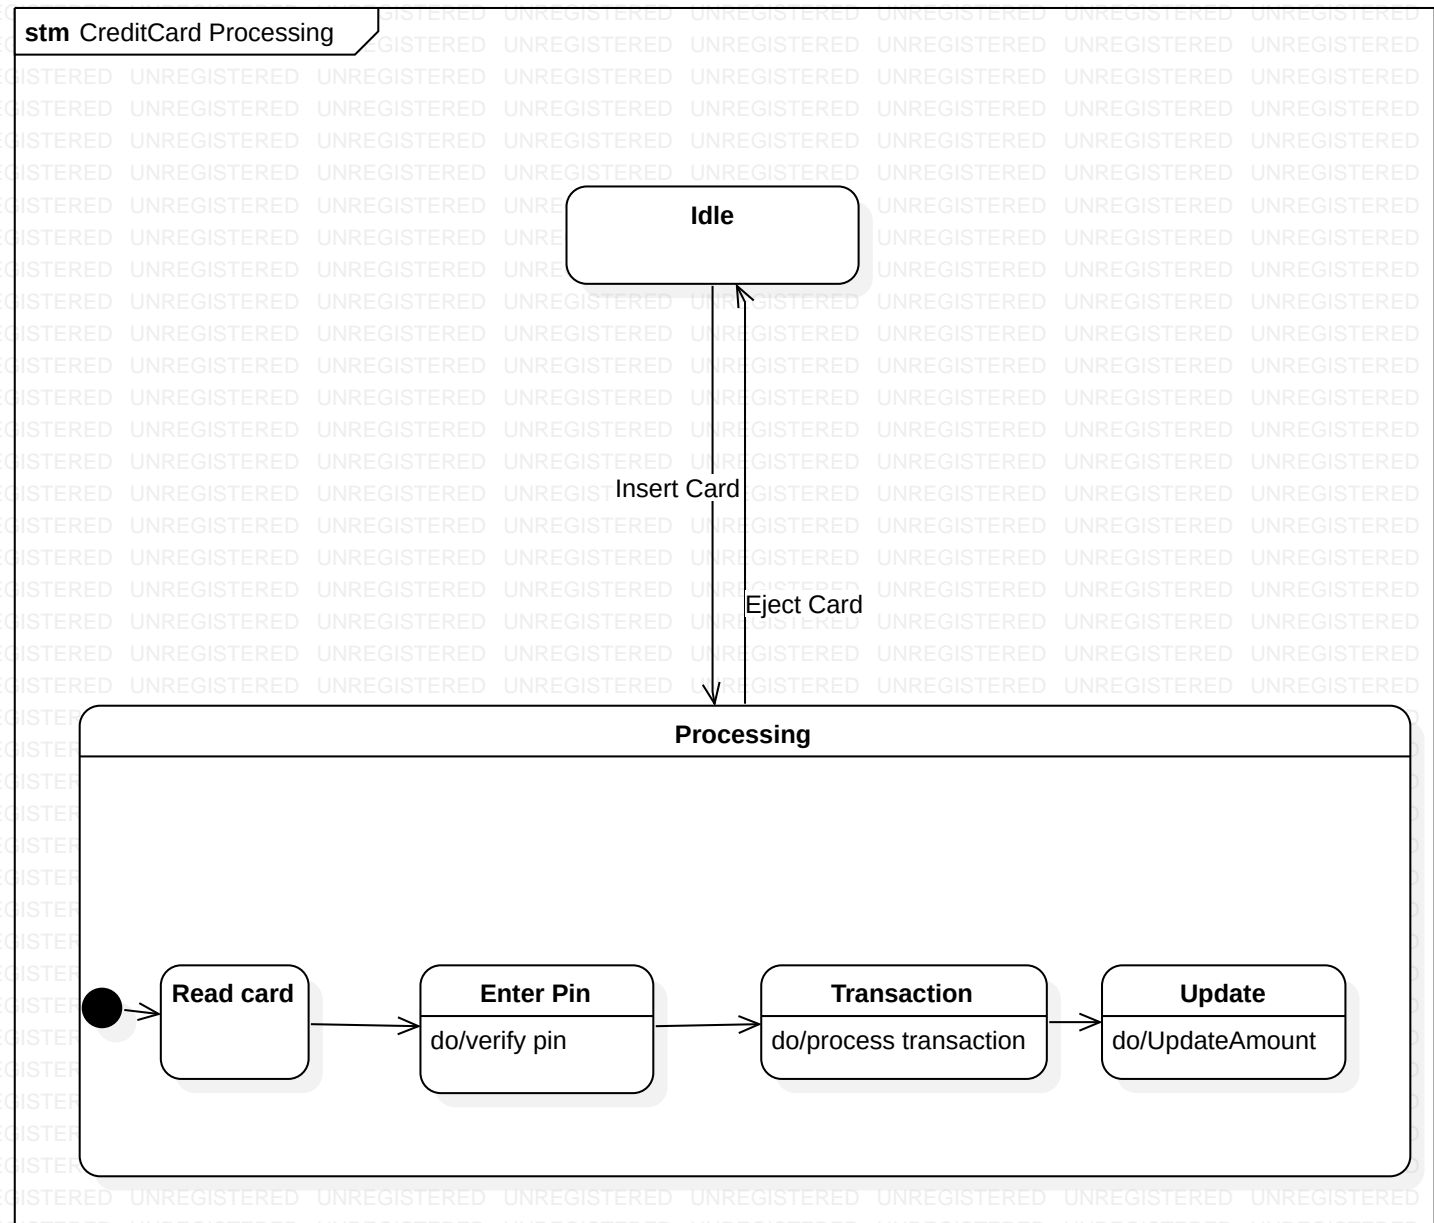 stm CreditCard Processing
Idle
Insert Card
Eject Card
Processing
Read card
Enter Pin
do/verify pin
Transaction
do/process transaction
Update
do/UpdateAmount
UNREGISTERED